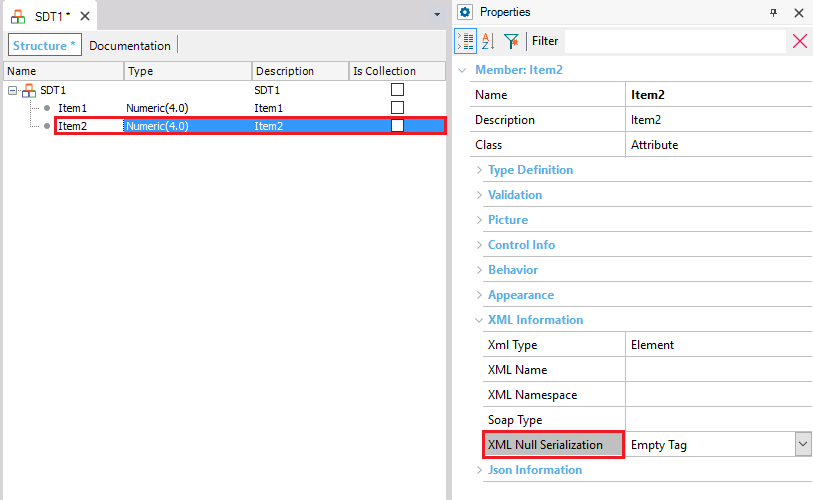 SDT1 *
Structure * Documentation
Name Type Description Is Collection
SDT1 SDT1
Item1 Numeric(4.0) Item1
Item2 Numeric(4.0) Item2
Properties
Filter
Member: Item2
Name Item2
Description Item2
Class Attribute
Type Definition
Validation
Picture
Control Info
Behavior
Appearance
XML Information
Xml Type Element
XML Name
XML Namespace
Soap Type
XML Null Serialization Empty Tag
Json Information